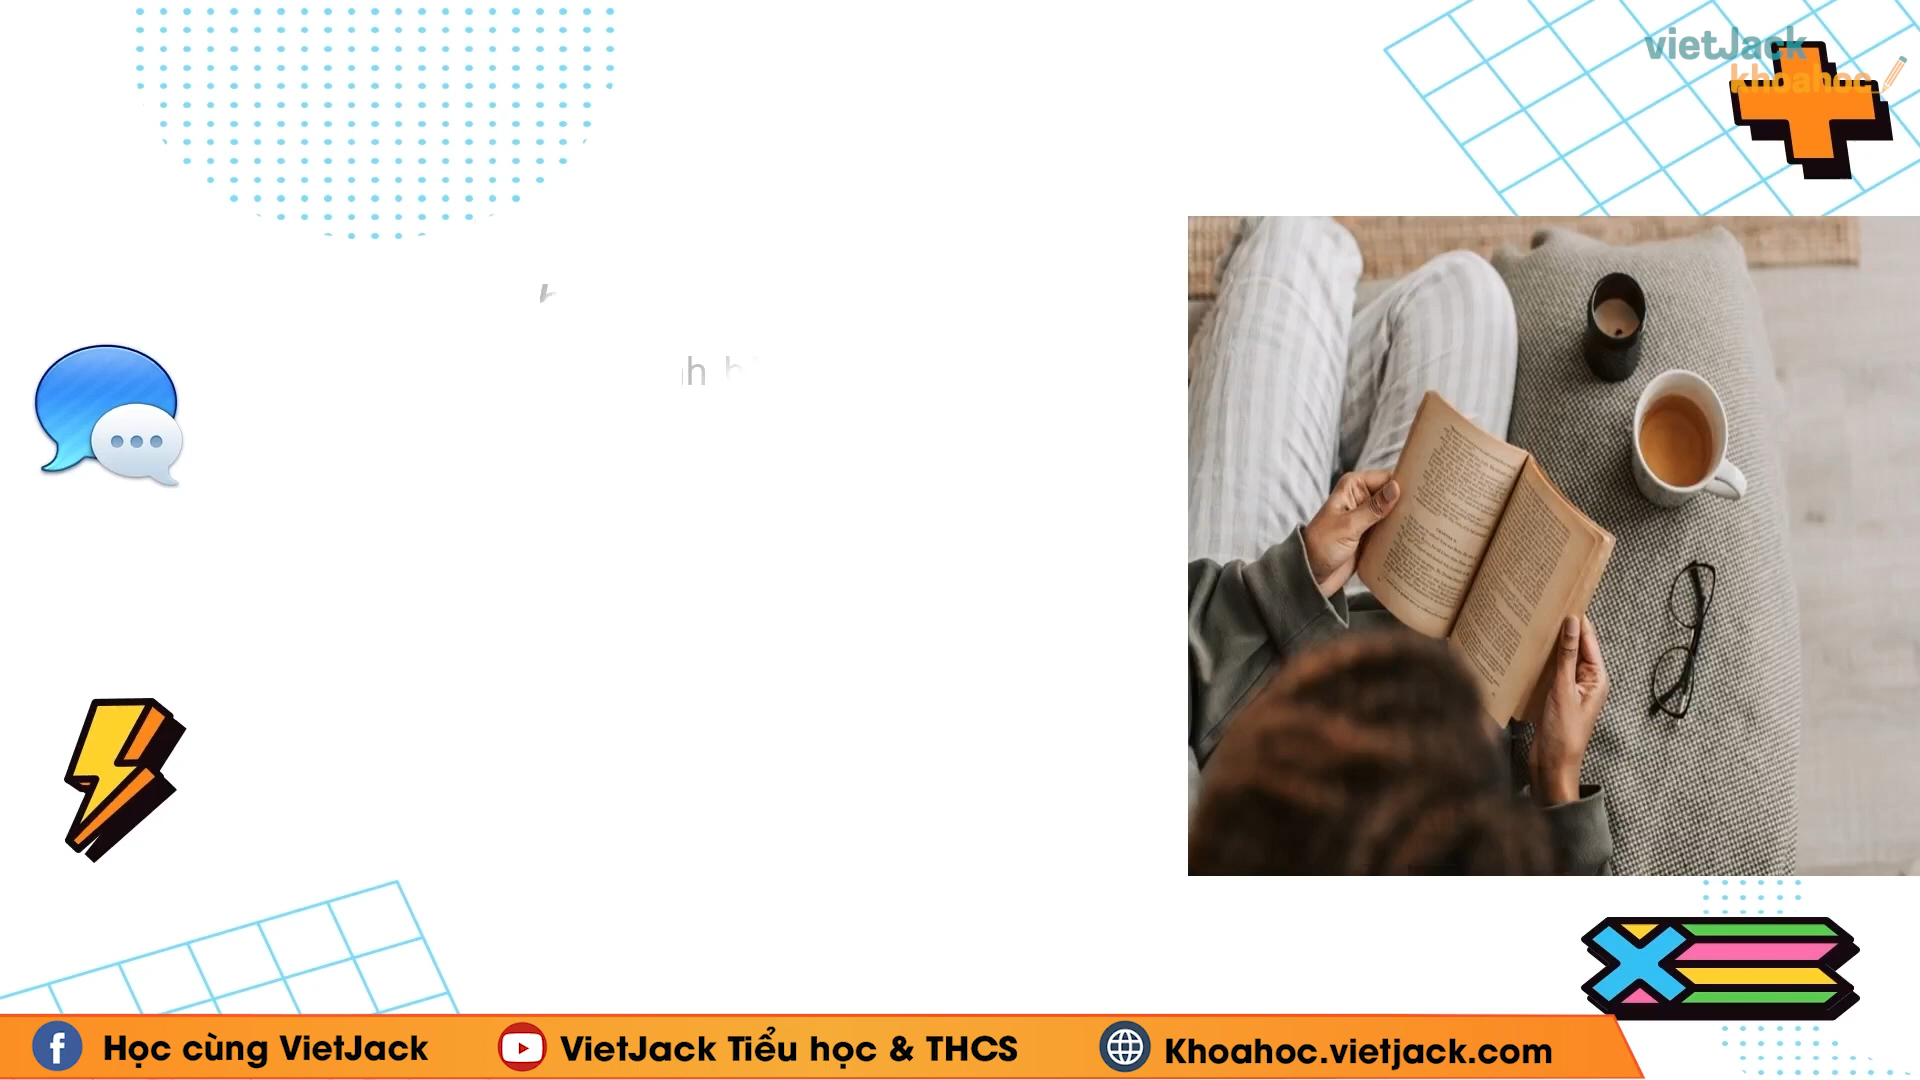 vietJack
khoahoc
Học cùng VietJack
VietJack Tiểu học & THCS
Khoahoc.vietjack.com